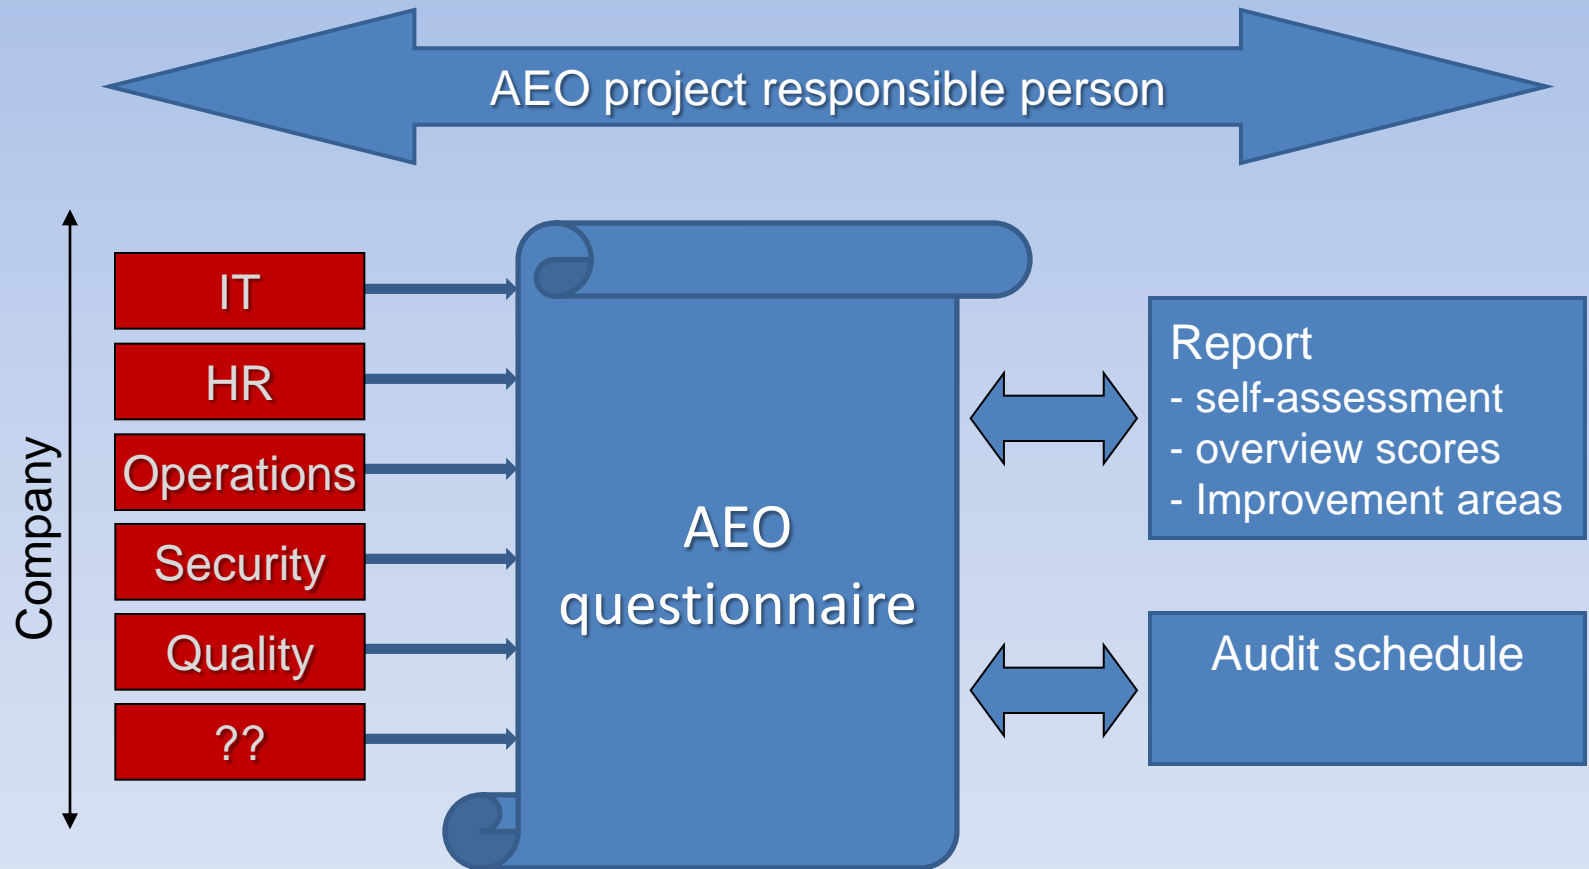 AEO project responsible person
Company
IT
HR
Operations
Security
Quality
??
AEO
questionnaire
Report
- self-assessment
- overview scores
- Improvement areas
Audit schedule